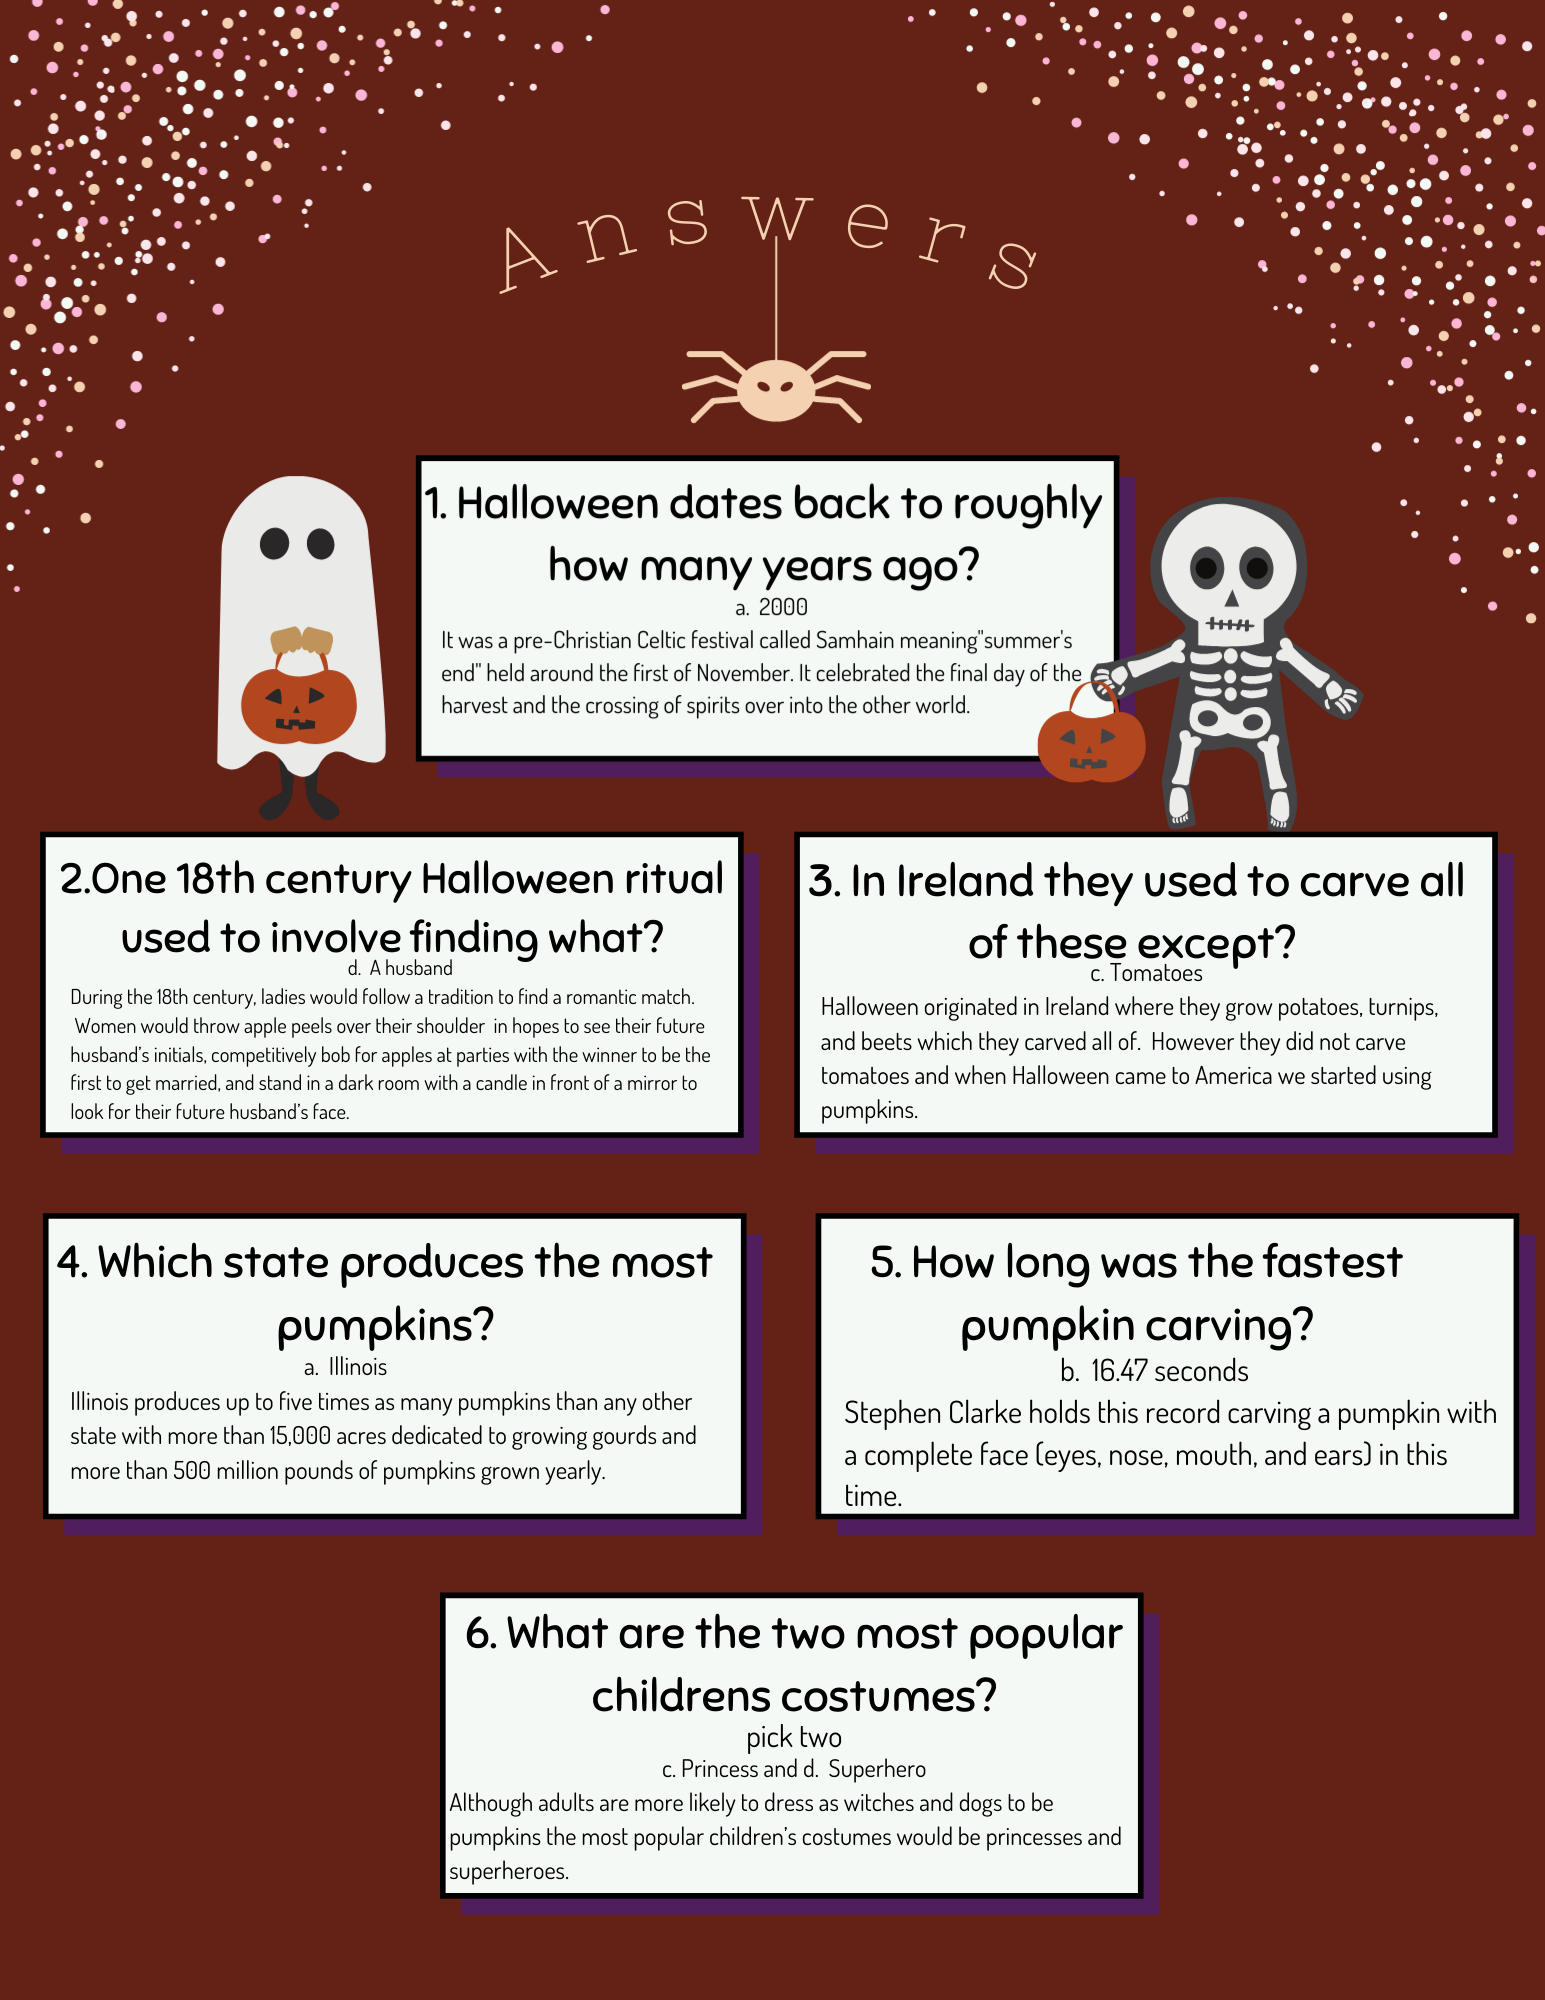 Answers
1. Halloween dates back to roughly
how many years ago?
a. 2000
It was a pre-Christian Celtic festival called Samhain meaning"summer's
end" held around the first of November. It celebrated the final day of the
harvest and the crossing of spirits over into the other world.
2.One 18th century Halloween ritual
used to involve finding what?
d. A husband
During the 18th century, ladies would follow a tradition to find a romantic match.
Women would throw apple peels over their shoulder in hopes to see their future
husband's initials, competitively bob for apples at parties with the winner to be the
first to get married, and stand in a dark room with a candle in front of a mirror to
look for their future husband's face.
3. In Ireland they used to carve all
of these except?
c. Tomatoes
Halloween originated in Ireland where they grow potatoes, turnips,
and beets which they carved all of. However they did not carve
tomatoes and when Halloween came to America we started using
pumpkins.
4. Which state produces the most
pumpkins?
a. Illinois
Illinois produces up to five times as many pumpkins than any other
state with more than 15,000 acres dedicated to growing gourds and
more than 500 million pounds of pumpkins grown yearly.
5. How long was the fastest
pumpkin carving?
b. 16.47 seconds
Stephen Clarke holds this record carving a pumpkin with
a complete face (eyes, nose, mouth, and ears) in this
time.
6. What are the two most popular
childrens costumes?
pick two
c. Princess and d. Superhero
Although adults are more likely to dress as witches and dogs to be
pumpkins the most popular children's costumes would be princesses and
superheroes.